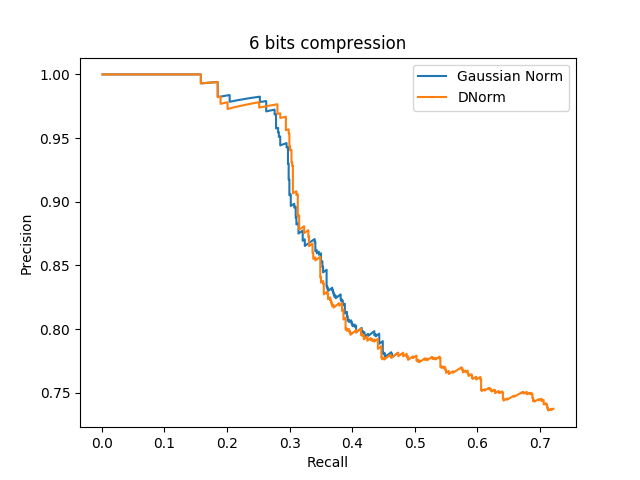 6 bits compression
Gaussian Norm
DNorm
1.00
0.95
0.90
0.85
0.80
0.75
Precision
0.0 0.1 0.2 0.3 0.4 0.5 0.6 0.7
Recall